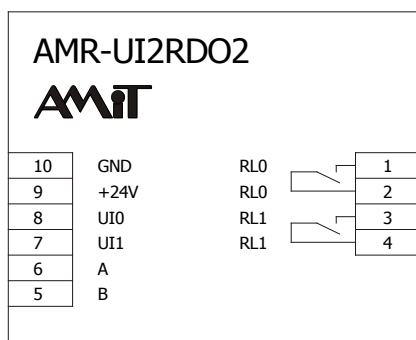 AMR-UI2RDO2
AMiT
10 GND RL0 1
9 +24V RL0 2
8 UI0 RL1 3
7 UI1 RL1 4
6 A
5 B